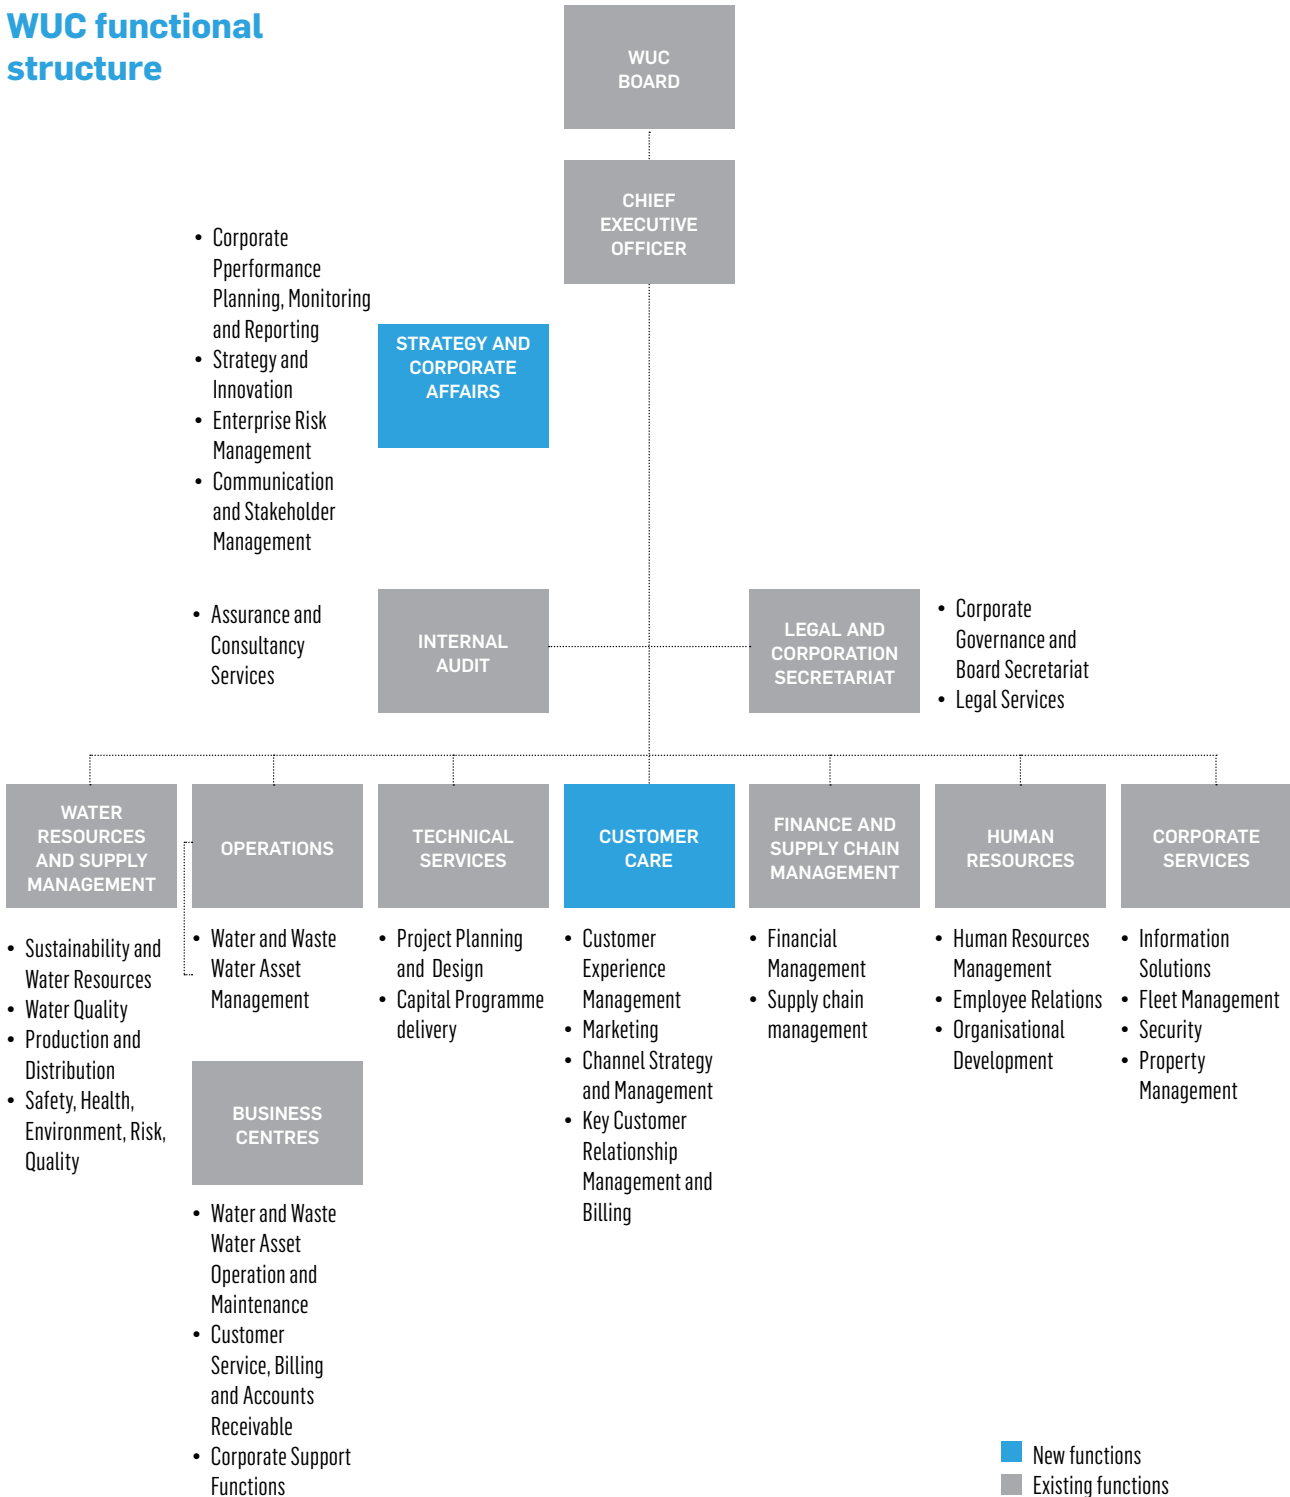 WUC functional
structure
WUC
BOARD
CHIEF
EXECUTIVE
OFFICER
• Corporate
Pperformance
Planning, Monitoring
and Reporting
• Strategy and
Innovation
• Enterprise Risk
Management
• Communication
and Stakeholder
Management
STRATEGY AND
CORPORATE
AFFAIRS
• Assurance and
Consultancy
Services
INTERNAL
AUDIT
LEGAL AND
CORPORATION
SECRETARIAT
• Corporate
Governance and
Board Secretariat
• Legal Services
WATER
RESOURCES
AND SUPPLY
MANAGEMENT
• Sustainability and
Water Resources
• Water Quality
• Production and
Distribution
• Safety, Health,
Environment, Risk,
Quality
OPERATIONS
• Water and Waste
Water Asset
Management
BUSINESS
CENTRES
• Water and Waste
Water Asset
Operation and
Maintenance
• Customer
Service, Billing
and Accounts
Receivable
• Corporate Support
Functions
TECHNICAL
SERVICES
• Project Planning
and Design
• Capital Programme
delivery
CUSTOMER
CARE
• Customer
Experience
Management
• Marketing
• Channel Strategy
and Management
• Key Customer
Relationship
Management and
Billing
FINANCE AND
SUPPLY CHAIN
MANAGEMENT
• Financial
Management
• Supply chain
management
HUMAN
RESOURCES
• Human Resources
Management
• Employee Relations
• Organisational
Development
CORPORATE
SERVICES
• Information
Solutions
• Fleet Management
• Security
• Property
Management
New functions
Existing functions